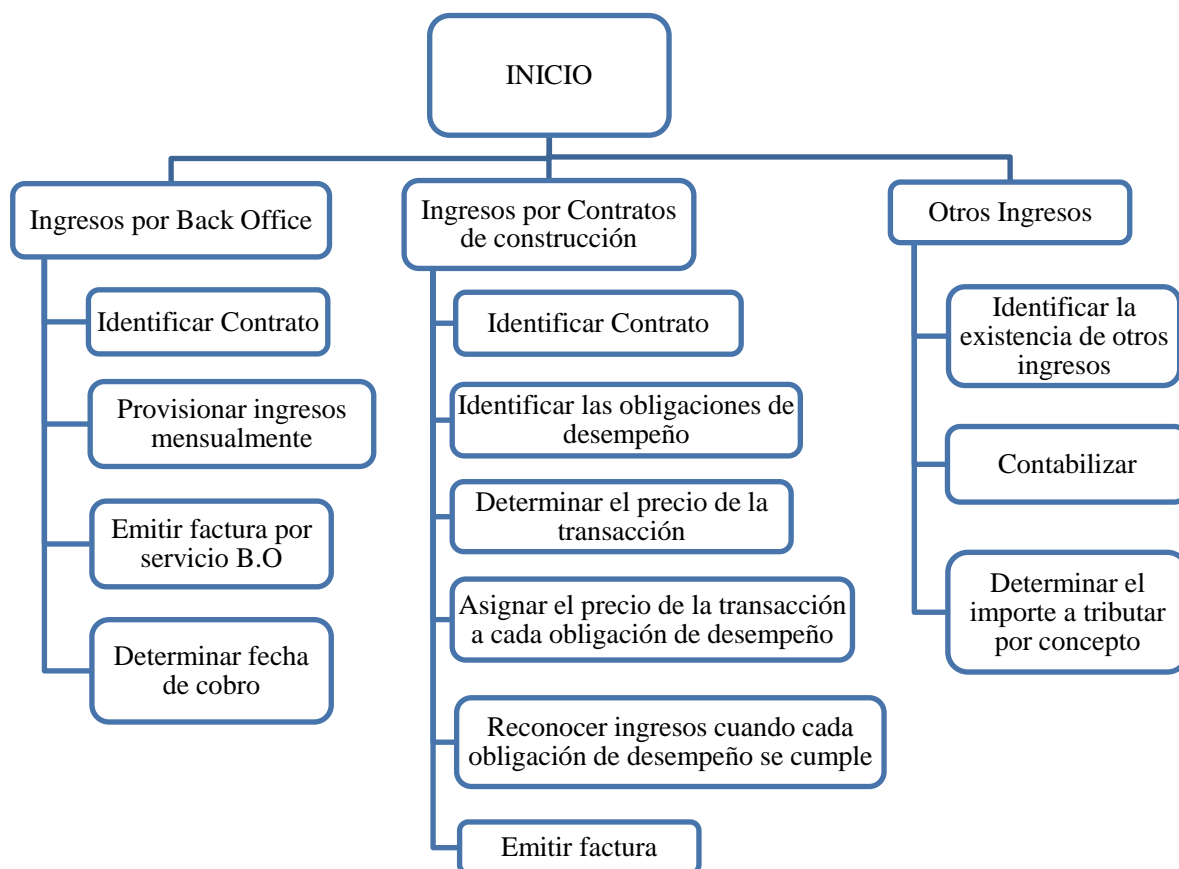 INICIO
Ingresos por Back Office
Identificar Contrato
Provisionar ingresos
mensualmente
Emitir factura por
servicio B.O
Determinar fecha
de cobro
Ingresos por Contratos
de construcción
Identificar Contrato
Identificar las obligaciones de
desempeño
Determinar el precio de la
transacción
Asignar el precio de la transacción
a cada obligación de desempeño
Reconocer ingresos cuando cada
obligación de desempeño se cumple
Emitir factura
Otros Ingresos
Identificar la
existencia de otros
ingresos
Contabilizar
Determinar el
importe a tributar
por concepto